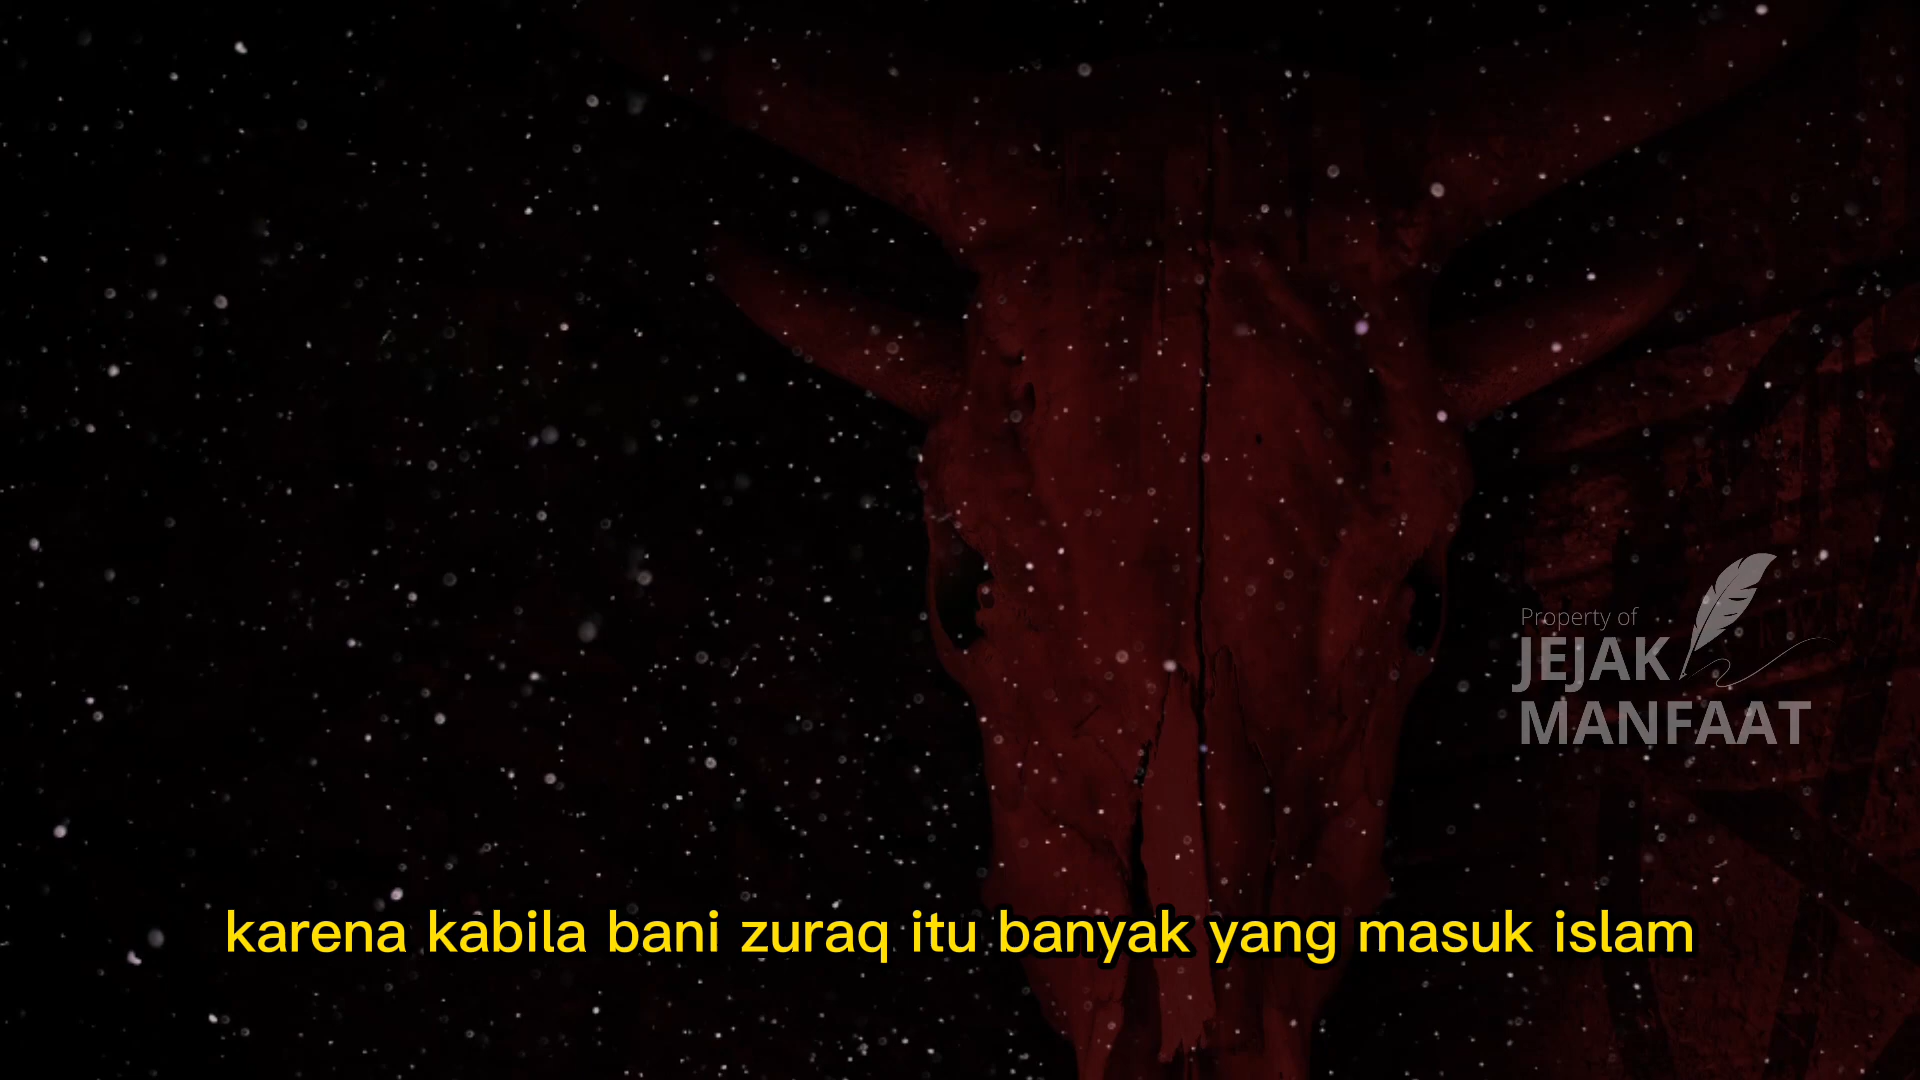 Property of
JEJAK
MANFAAT
karena kabila bani zuraq itu banyak yang masuk islam